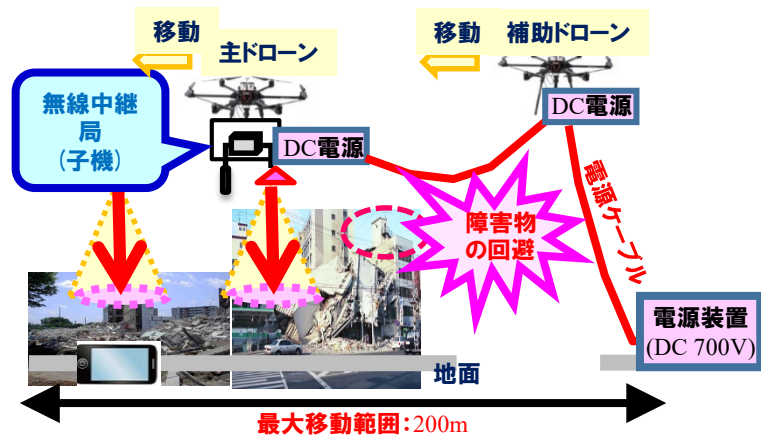 移動
主ドローン
移動
補助ドローン
無線中継
局
(子機)
DC電源
DC電源
障害物
の回避
電源ケーブル
電源装置
(DC 700V)
地面
最大移動範囲:200m